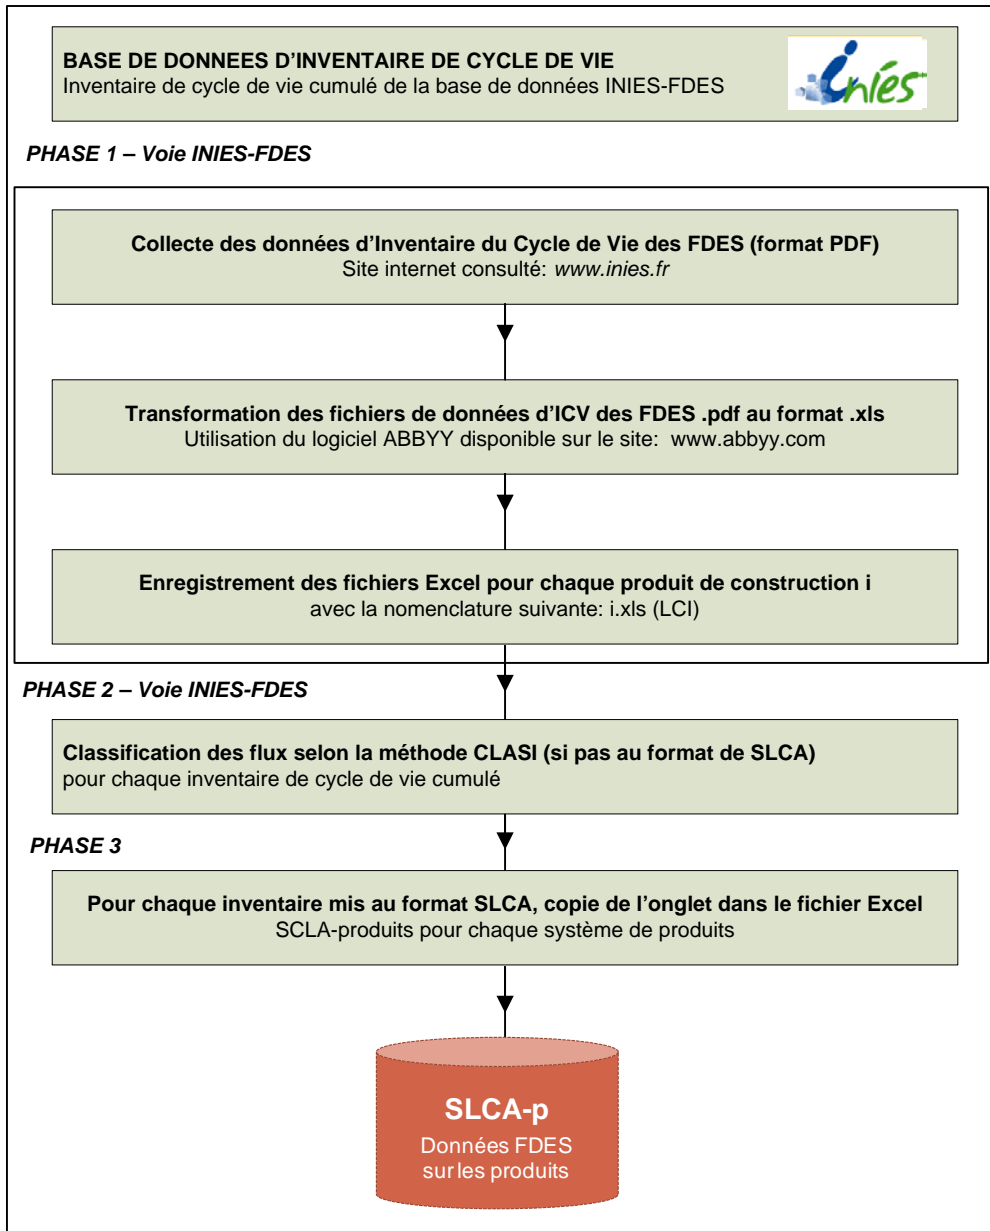 BASE DE DONNEES D’INVENTAIRE DE CYCLE DE VIE
Inventaire de cycle de vie cumulé de la base de données INIES-FDES
iniés
PHASE 1 – Voie INIES-FDES
Collecte des données d’Inventaire du Cycle de Vie des FDES (format PDF)
Site internet consulté: www.inies.fr
Transformation des fichiers de données d’ICV des FDES .pdf au format .xls
Utilisation du logiciel ABBYY disponible sur le site: www.abbyy.com
Enregistrement des fichiers Excel pour chaque produit de construction i
avec la nomenclature suivante: i.xls (LCI)
PHASE 2 – Voie INIES-FDES
Classification des flux selon la méthode CLASI (si pas au format de SLCA)
pour chaque inventaire de cycle de vie cumulé
PHASE 3
Pour chaque inventaire mis au format SLCA, copie de l’onglet dans le fichier Excel
SCLA-produits pour chaque système de produits
SLCA-p
Données FDES
sur les produits